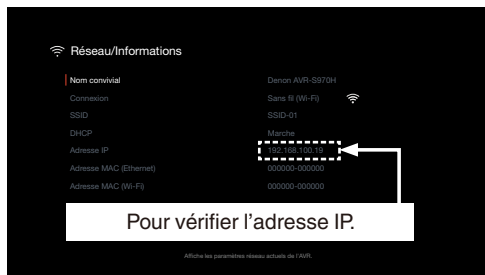 Réseau/Informations
Nom convivial Denon AVR-S970H
Connexion Sans fil (Wi-Fi)
SSID SSID-01
DHCP Marche
Adresse IP 192.168.100.19
Adresse MAC (Ethernet) 000000-000000
Adresse MAC (Wi-Fi) 000000-000000
Pour vérifier l’adresse IP.
Affiche les paramètres réseau actuels de l'AVR.